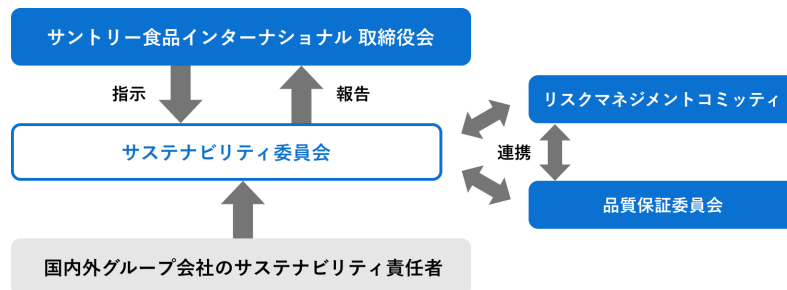 サントリー食品インターナショナル 取締役会
指示
報告
リスクマネジメントコミッティ
サステナビリティ委員会
連携
品質保証委員会
国内外グループ会社のサステナビリティ責任者